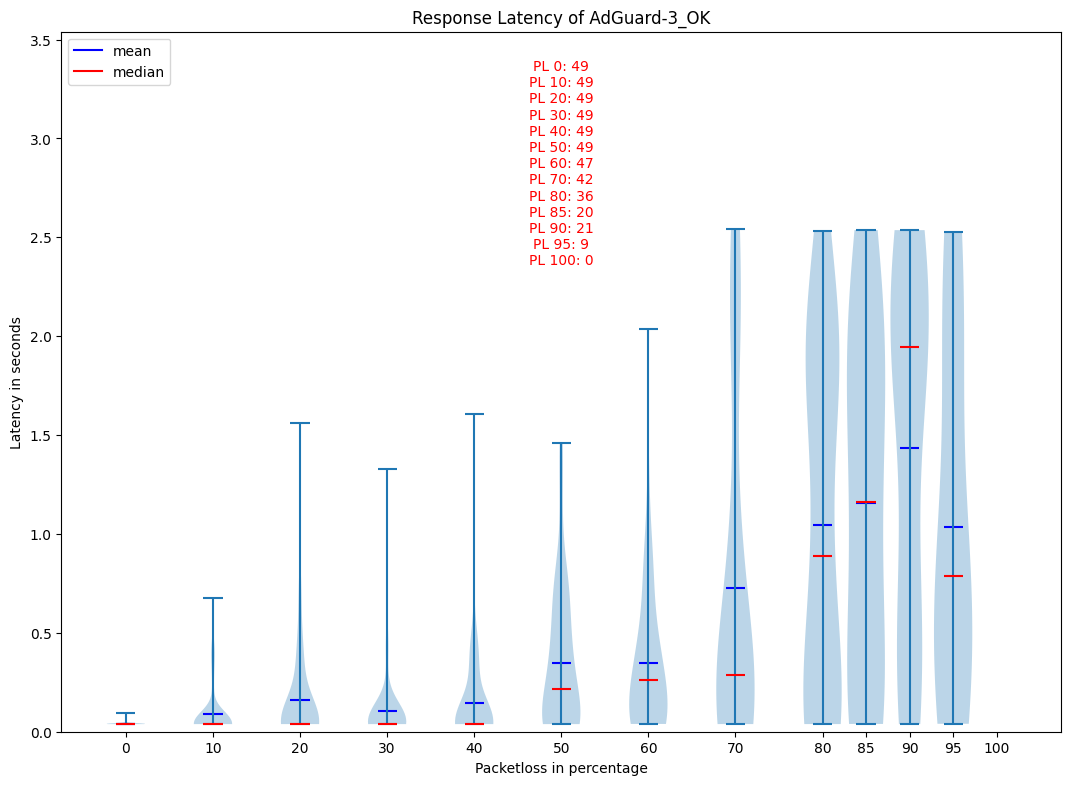 Response Latency of AdGuard-3_OK
mean
median
PL 0: 49
PL 10: 49
PL 20: 49
PL 30: 49
PL 40: 49
PL 50: 49
PL 60: 47
PL 70: 42
PL 80: 36
PL 85: 20
PL 90: 21
PL 95: 9
PL 100: 0
Latency in seconds
3.5
3.0
2.5
2.0
1.5
1.0
0.5
0.0
0 10 20 30 40 50 60 70 80 85 90 95 100
Packetloss in percentage